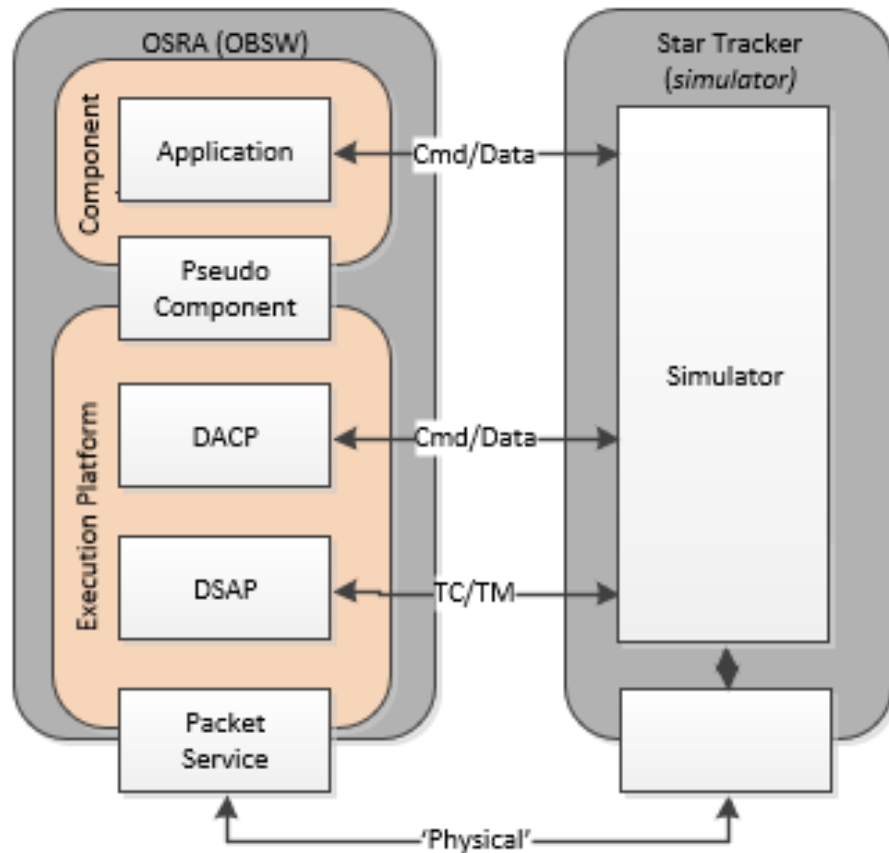 OSRA (OBSW)
Component
Application
Pseudo
Component
Execution Platform
DACP
DSAP
Packet
Service
Cmd/Data
Cmd/Data
TC/TM
'Physical'
Star Tracker
(simulator)
Simulator